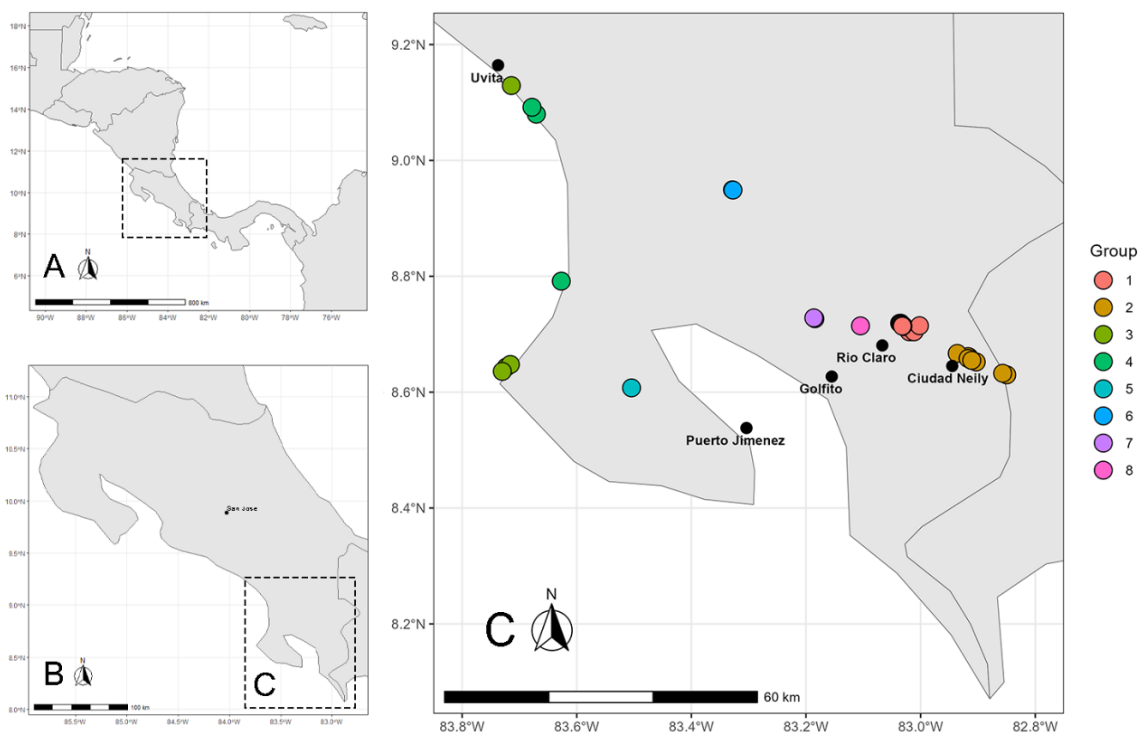 18°N
16°N
14°N
12°N
10°N
8°N
6°N
A
N
800 km
90°W
88°W
86°W
84°W
82°W
80°W
78°W
76°W
11.0°N
10.5°N
10.0°N
9.5°N
9.0°N
8.5°N
8.0°N
San Jose
B
N
C
100 km
85.5°W
85.0°W
84.5°W
84.0°W
83.5°W
83.0°W
9.2°N
9.0°N
8.8°N
8.6°N
8.4°N
8.2°N
Uvita
Rio Claro
Ciudad Neily
Golfito
Puerto Jimenez
C
N
60 km
83.8°W
83.6°W
83.4°W
83.2°W
83.0°W
82.8°W
Group
1
2
3
4
5
6
7
8